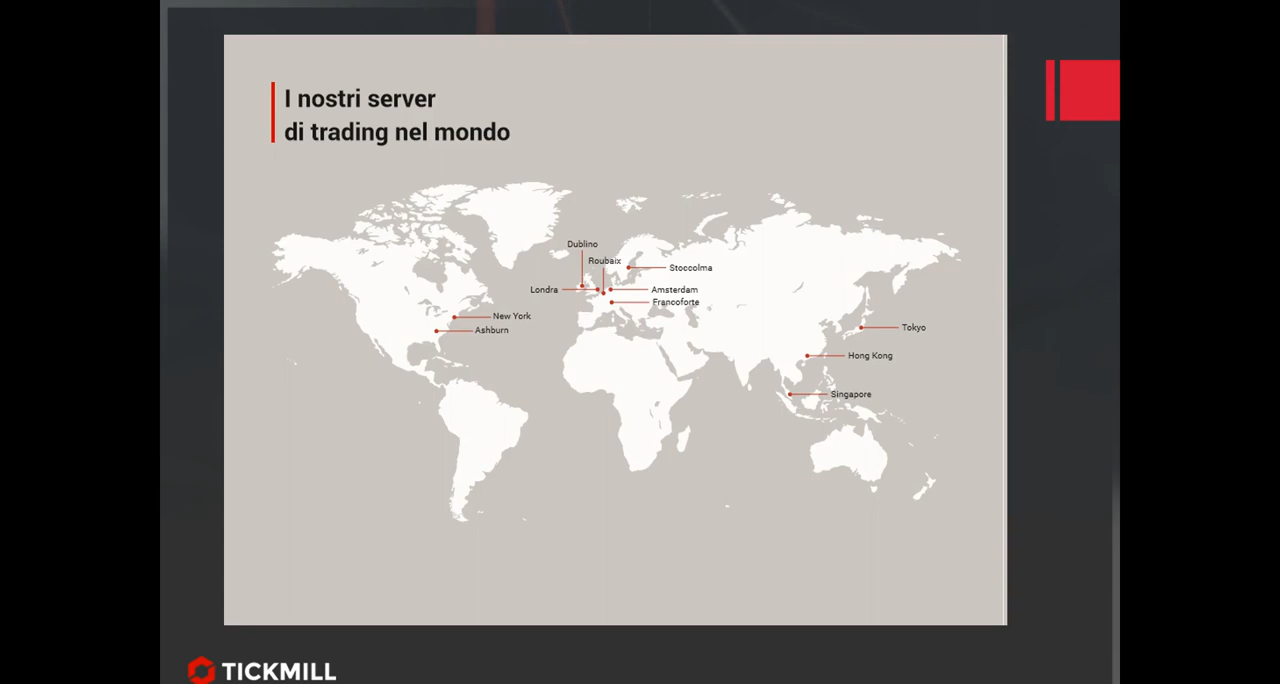 I nostri server
di trading nel mondo
Dublino
Roubaix
Stoccolma
Londra
Amsterdam
Francoforte
New York
Ashburn
Tokyo
Hong Kong
Singapore
TICKMILL